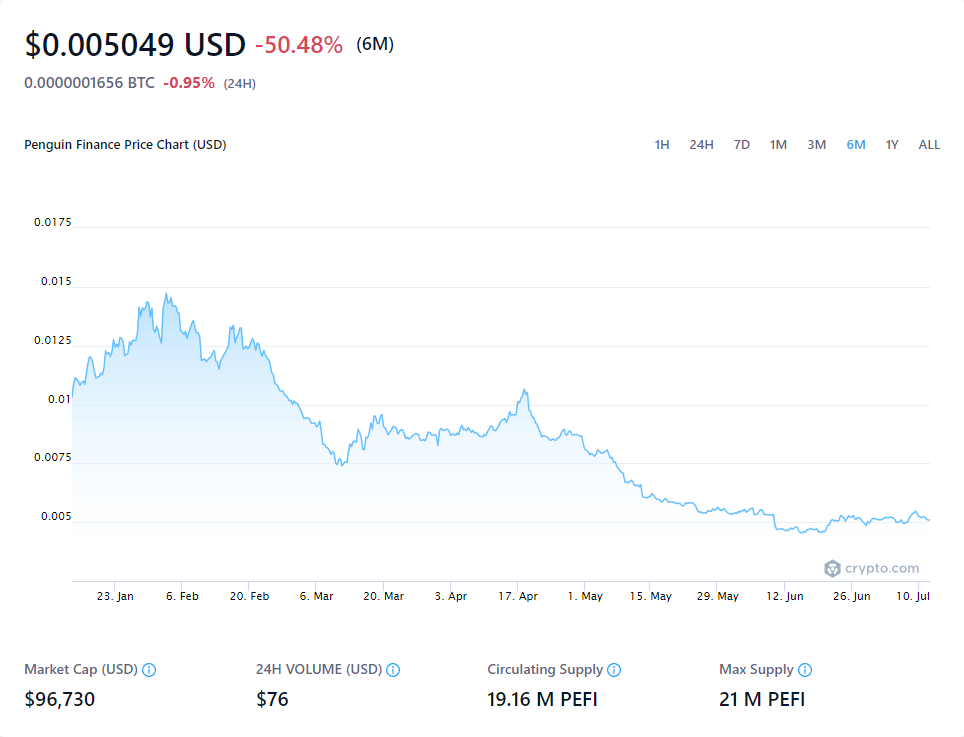 $0.005049 USD -50.48% (6M)
0.0000001656 BTC -0.95% (24H)
Penguin Finance Price Chart (USD) 1H 24H 7D 1M 3M 6M 1Y ALL
0.0175
0.015
0.0125
0.01
0.0075
0.005
crypto.com
23. Jan 6. Feb 20. Feb 6. Mar 20. Mar 3. Apr 17. Apr 1. May 15. May 29. May 12. Jun 26. Jun 10. Jul
Market Cap (USD) 24H VOLUME (USD) Circulating Supply Max Supply
$96,730 $76 19.16 M PEFI 21 M PEFI